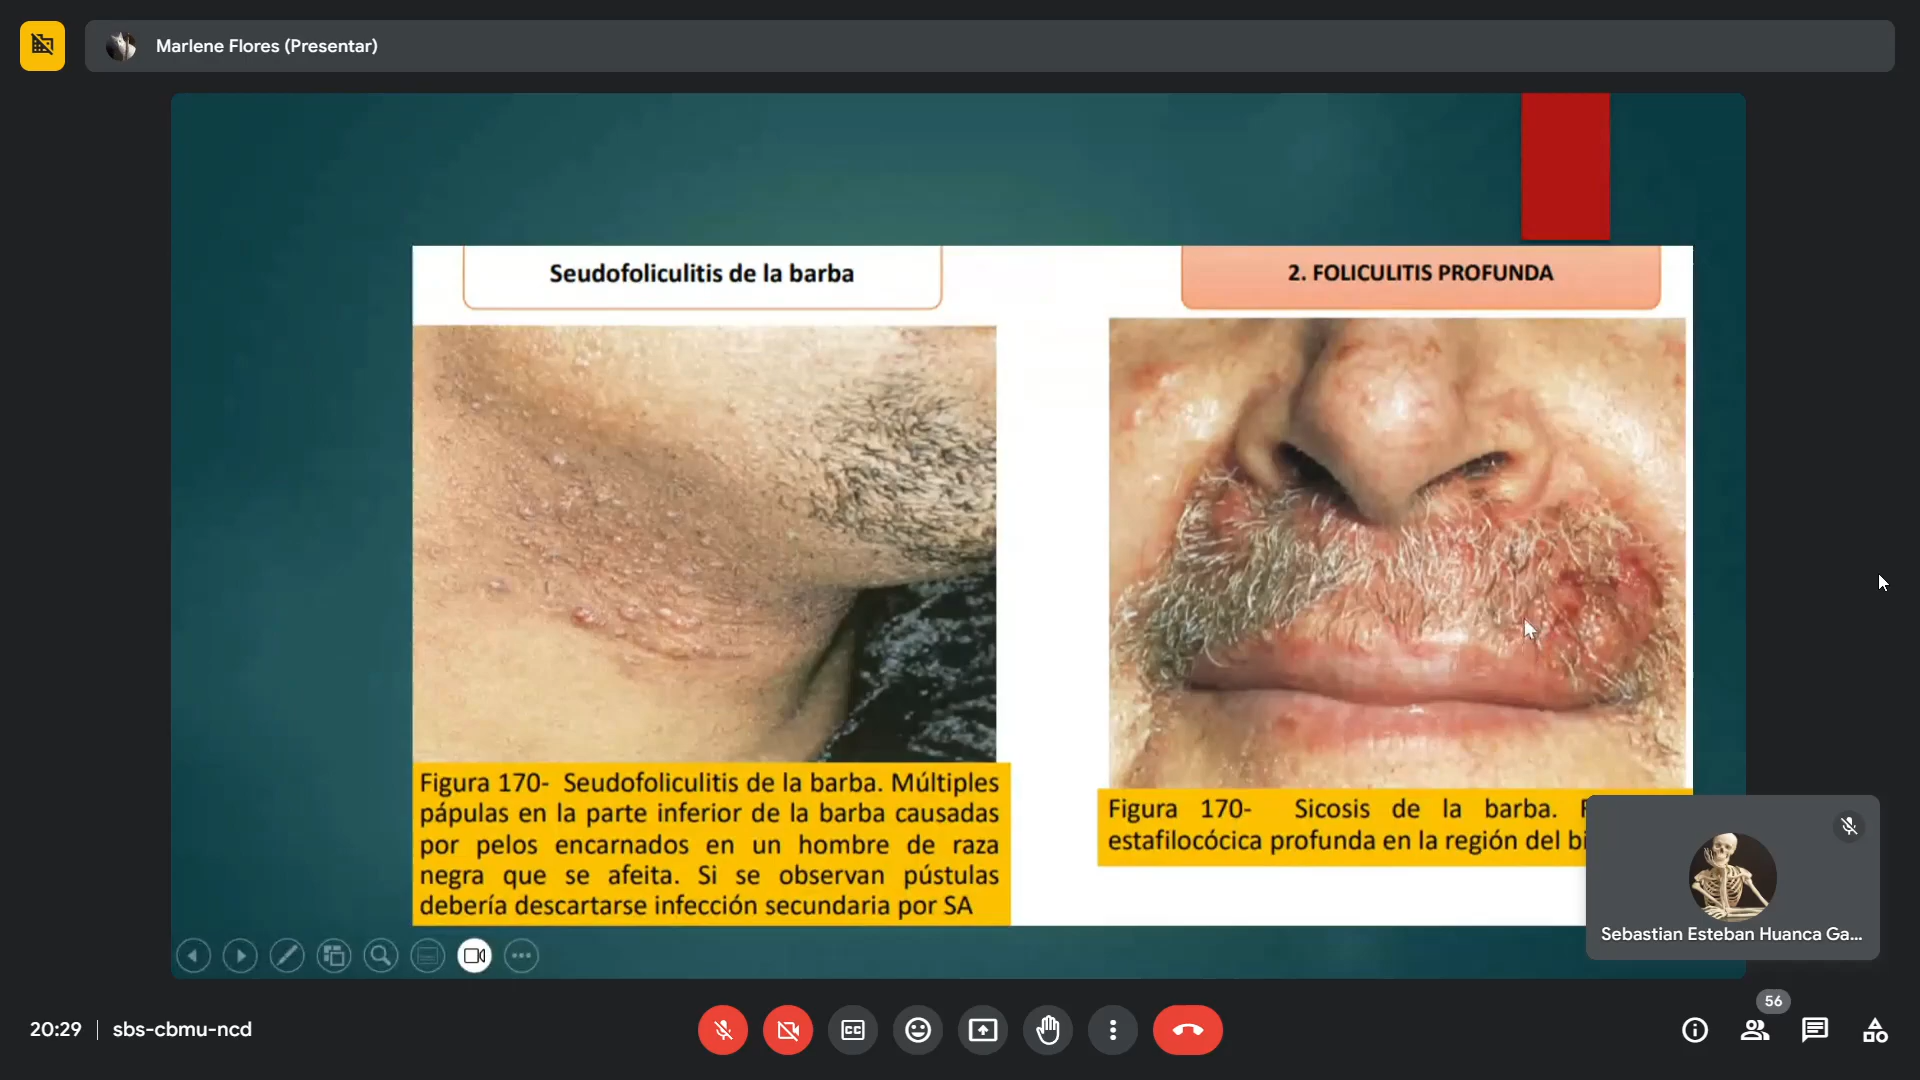 Marlene Flores (Presentar)
Seudofoliculitis de la barba
2. FOLICULITIS PROFUNDA
Figura 170- Seudofoliculitis de la barba. Múltiples
pápulas en la parte inferior de la barba causadas
por pelos encarnados en un hombre de raza
negra que se afeita. Si se observan pústulas
debería descartarse infección secundaria por SA
Figura 170- Sicosis de la barba.
estafilocócica profunda en la región del
Sebastian Esteban Huanca Ga...
20:29 | sbs-cbmu-ncd
CC
56